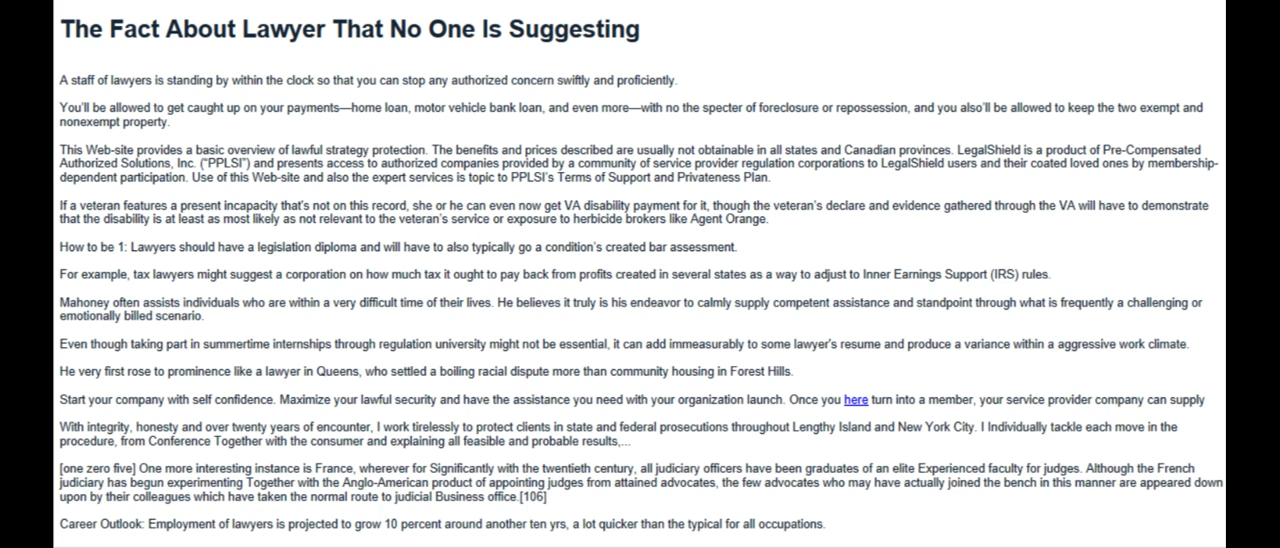 The Fact About Lawyer That No One Is Suggesting
A staff of lawyers is standing by within the clock so that you can stop any authorized concern swiftly and proficiently.
You'll be allowed to get caught up on your payments—home loan, motor vehicle bank loan, and even more—with no the specter of foreclosure or repossession, and you also'll be allowed to keep the two exempt and
nonexempt property.
This Web-site provides a basic overview of lawful strategy protection. The benefits and prices described are usually not obtainable in all states and Canadian provinces. LegalShield is a product of Pre-Compensated
Authorized Solutions, Inc. ("PPLSI") and presents access to authorized companies provided by a community of service provider regulation corporations to LegalShield users and their coated loved ones by membership-
dependent participation. Use of this Web-site and also the expert services is topic to PPLSI's Terms of Support and Privateness Plan.
If a veteran features a present incapacity that's not on this record, she or he can even now get VA disability payment for it, though the veteran's declare and evidence gathered through the VA will have to demonstrate
that the disability is at least as most likely as not relevant to the veteran's service or exposure to herbicide brokers like Agent Orange.
How to be 1: Lawyers should have a legislation diploma and will have to also typically go a condition's created bar assessment.
For example, tax lawyers might suggest a corporation on how much tax it ought to pay back from profits created in several states as a way to adjust to Inner Earnings Support (IRS) rules.
Mahoney often assists individuals who are within a very difficult time of their lives. He believes it truly is his endeavor to calmly supply competent assistance and standpoint through what is frequently a challenging or
emotionally billed scenario.
Even though taking part in summertime internships through regulation university might not be essential, it can add immeasurably to some lawyer's resume and produce a variance within a aggressive work climate.
He very first rose to prominence like a lawyer in Queens, who settled a boiling racial dispute more than community housing in Forest Hills.
Start your company with self confidence. Maximize your lawful security and have the assistance you need with your organization launch. Once you here turn into a member, your service provider company can supply
With integrity, honesty and over twenty years of encounter, I work tirelessly to protect clients in state and federal prosecutions throughout Lengthy Island and New York City. I Individually tackle each move in the
procedure, from Conference Together with the consumer and explaining all feasible and probable results,...
[one zero five] One more interesting instance is France, wherever for Significantly with the twentieth century, all judiciary officers have been graduates of an elite Experienced faculty for judges. Although the French
judiciary has begun experimenting Together with the Anglo-American product of appointing judges from attained advocates, the few advocates who may have actually joined the bench in this manner are appeared down
upon by their colleagues which have taken the normal route to judicial Business office.[106]
Career Outlook: Employment of lawyers is projected to grow 10 percent around another ten yrs, a lot quicker than the typical for all occupations.